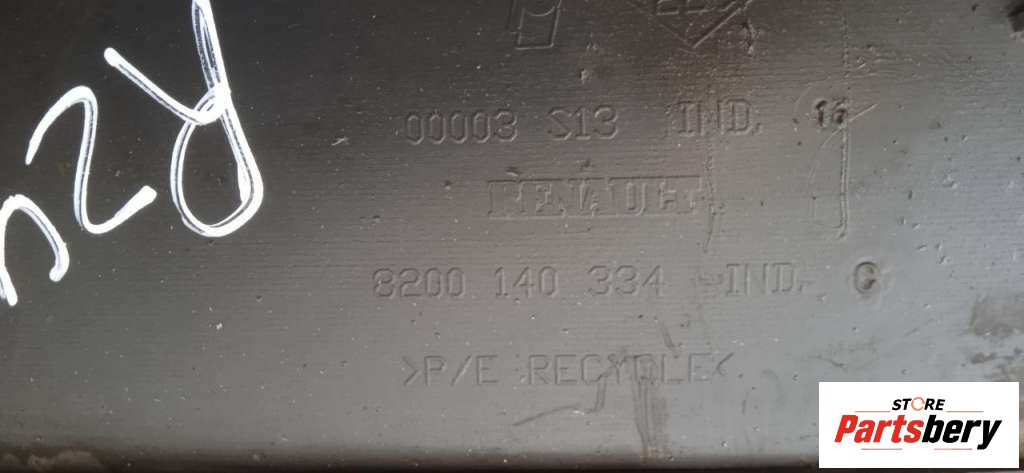 00003 S13 IND. 16
RENAULT
8200 140 334 IND. G
>P/E RECYCLE<
STORE
Partsbery